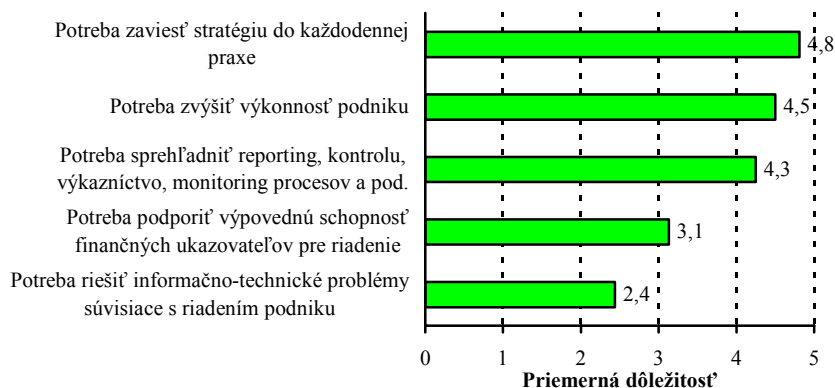 Potreba zaviesť stratégiu do každodennej
praxe
4,8
Potreba zvýšiť výkonnosť podniku
4,5
Potreba sprehľadniť reporting, kontrolu,
výkazníctvo, monitoring procesov a pod.
4,3
Potreba podporiť výpovednú schopnosť
finančných ukazovateľov pre riadenie
3,1
Potreba riešiť informačno-technické problémy
súvisiace s riadením podniku
2,4
0 1 2 3 4 5
Priemerná dôležitosť